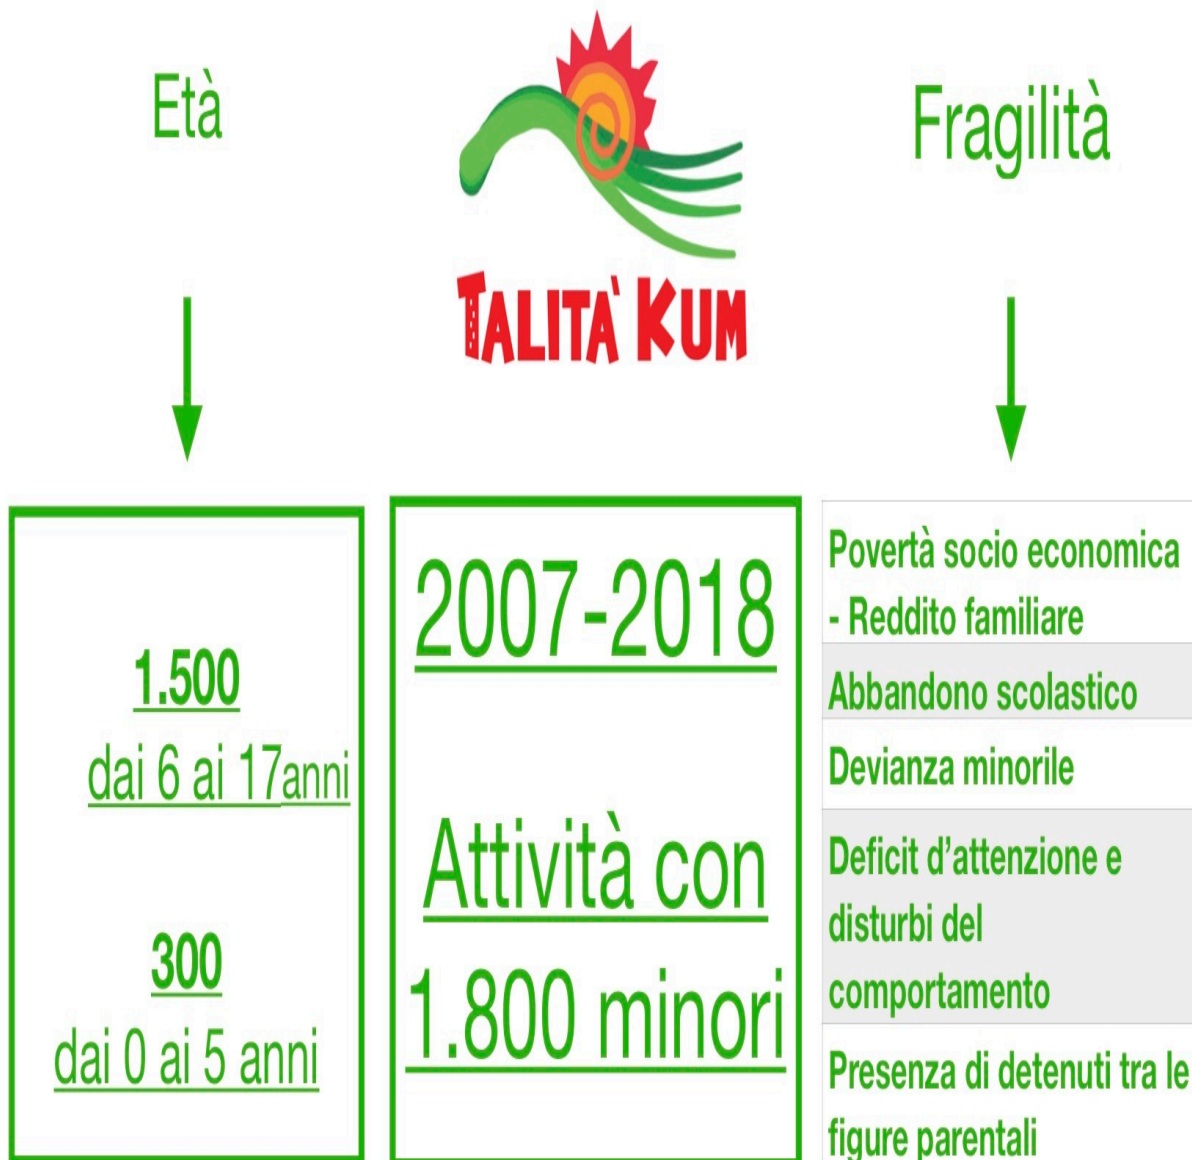 Età
TALITA' KUM
Fragilità
1.500
dai 6 ai 17anni
300
dai 0 ai 5 anni
2007-2018
Attività con
1.800 minori
Povertà socio economica
- Reddito familiare
Abbandono scolastico
Devianza minorile
Deficit d’attenzione e
disturbi del
comportamento
Presenza di detenuti tra le
figure parentali